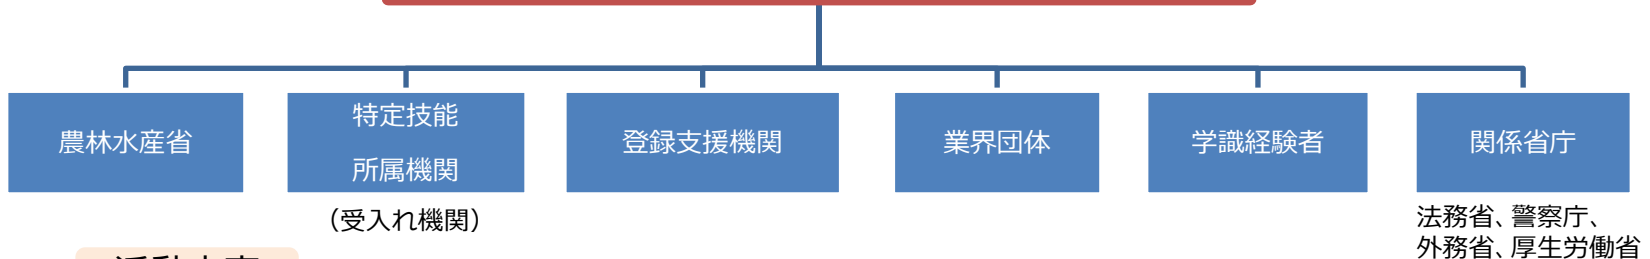 農林水産省
特定技能
所属機関
登録支援機関
業界団体
学識経験者
関係省庁
（受入れ機関）
法務省、警察庁、
外務省、厚生労働省